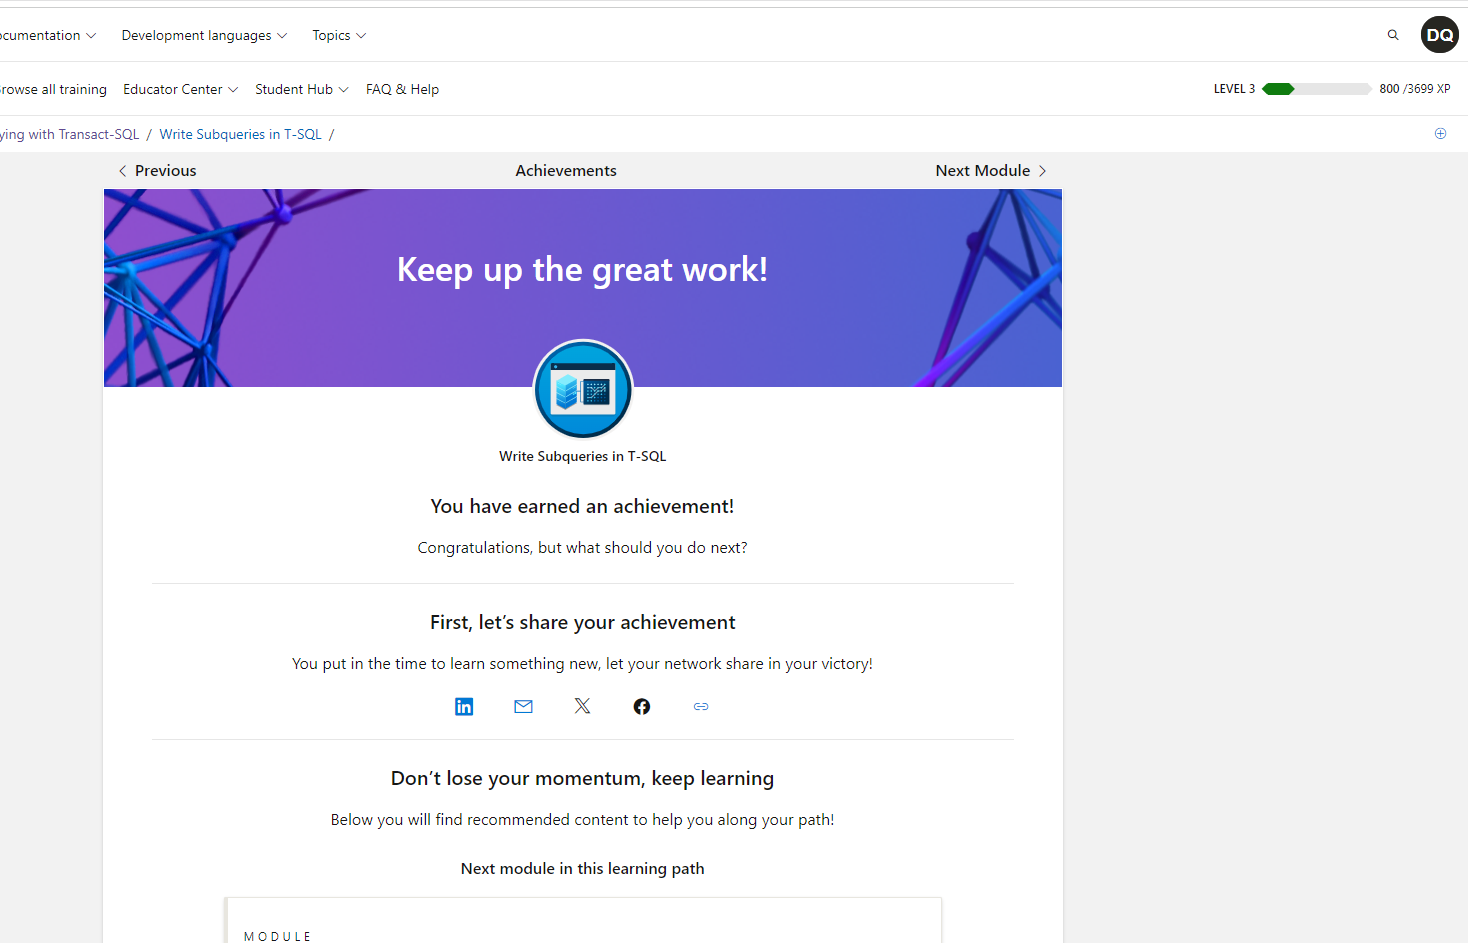 ocumentation
Development languages
Topics
DQ
rowse all training
Educator Center
Student Hub
FAQ & Help
LEVEL 3
800 /3699 XP
ying with Transact-SQL / Write Subqueries in T-SQL /
Previous
Achievements
Next Module
Keep up the great work!
Write Subqueries in T-SQL
You have earned an achievement!
Congratulations, but what should you do next?
First, let's share your achievement
You put in the time to learn something new, let your network share in your victory!
Don't lose your momentum, keep learning
Below you will find recommended content to help you along your path!
Next module in this learning path
MODULE